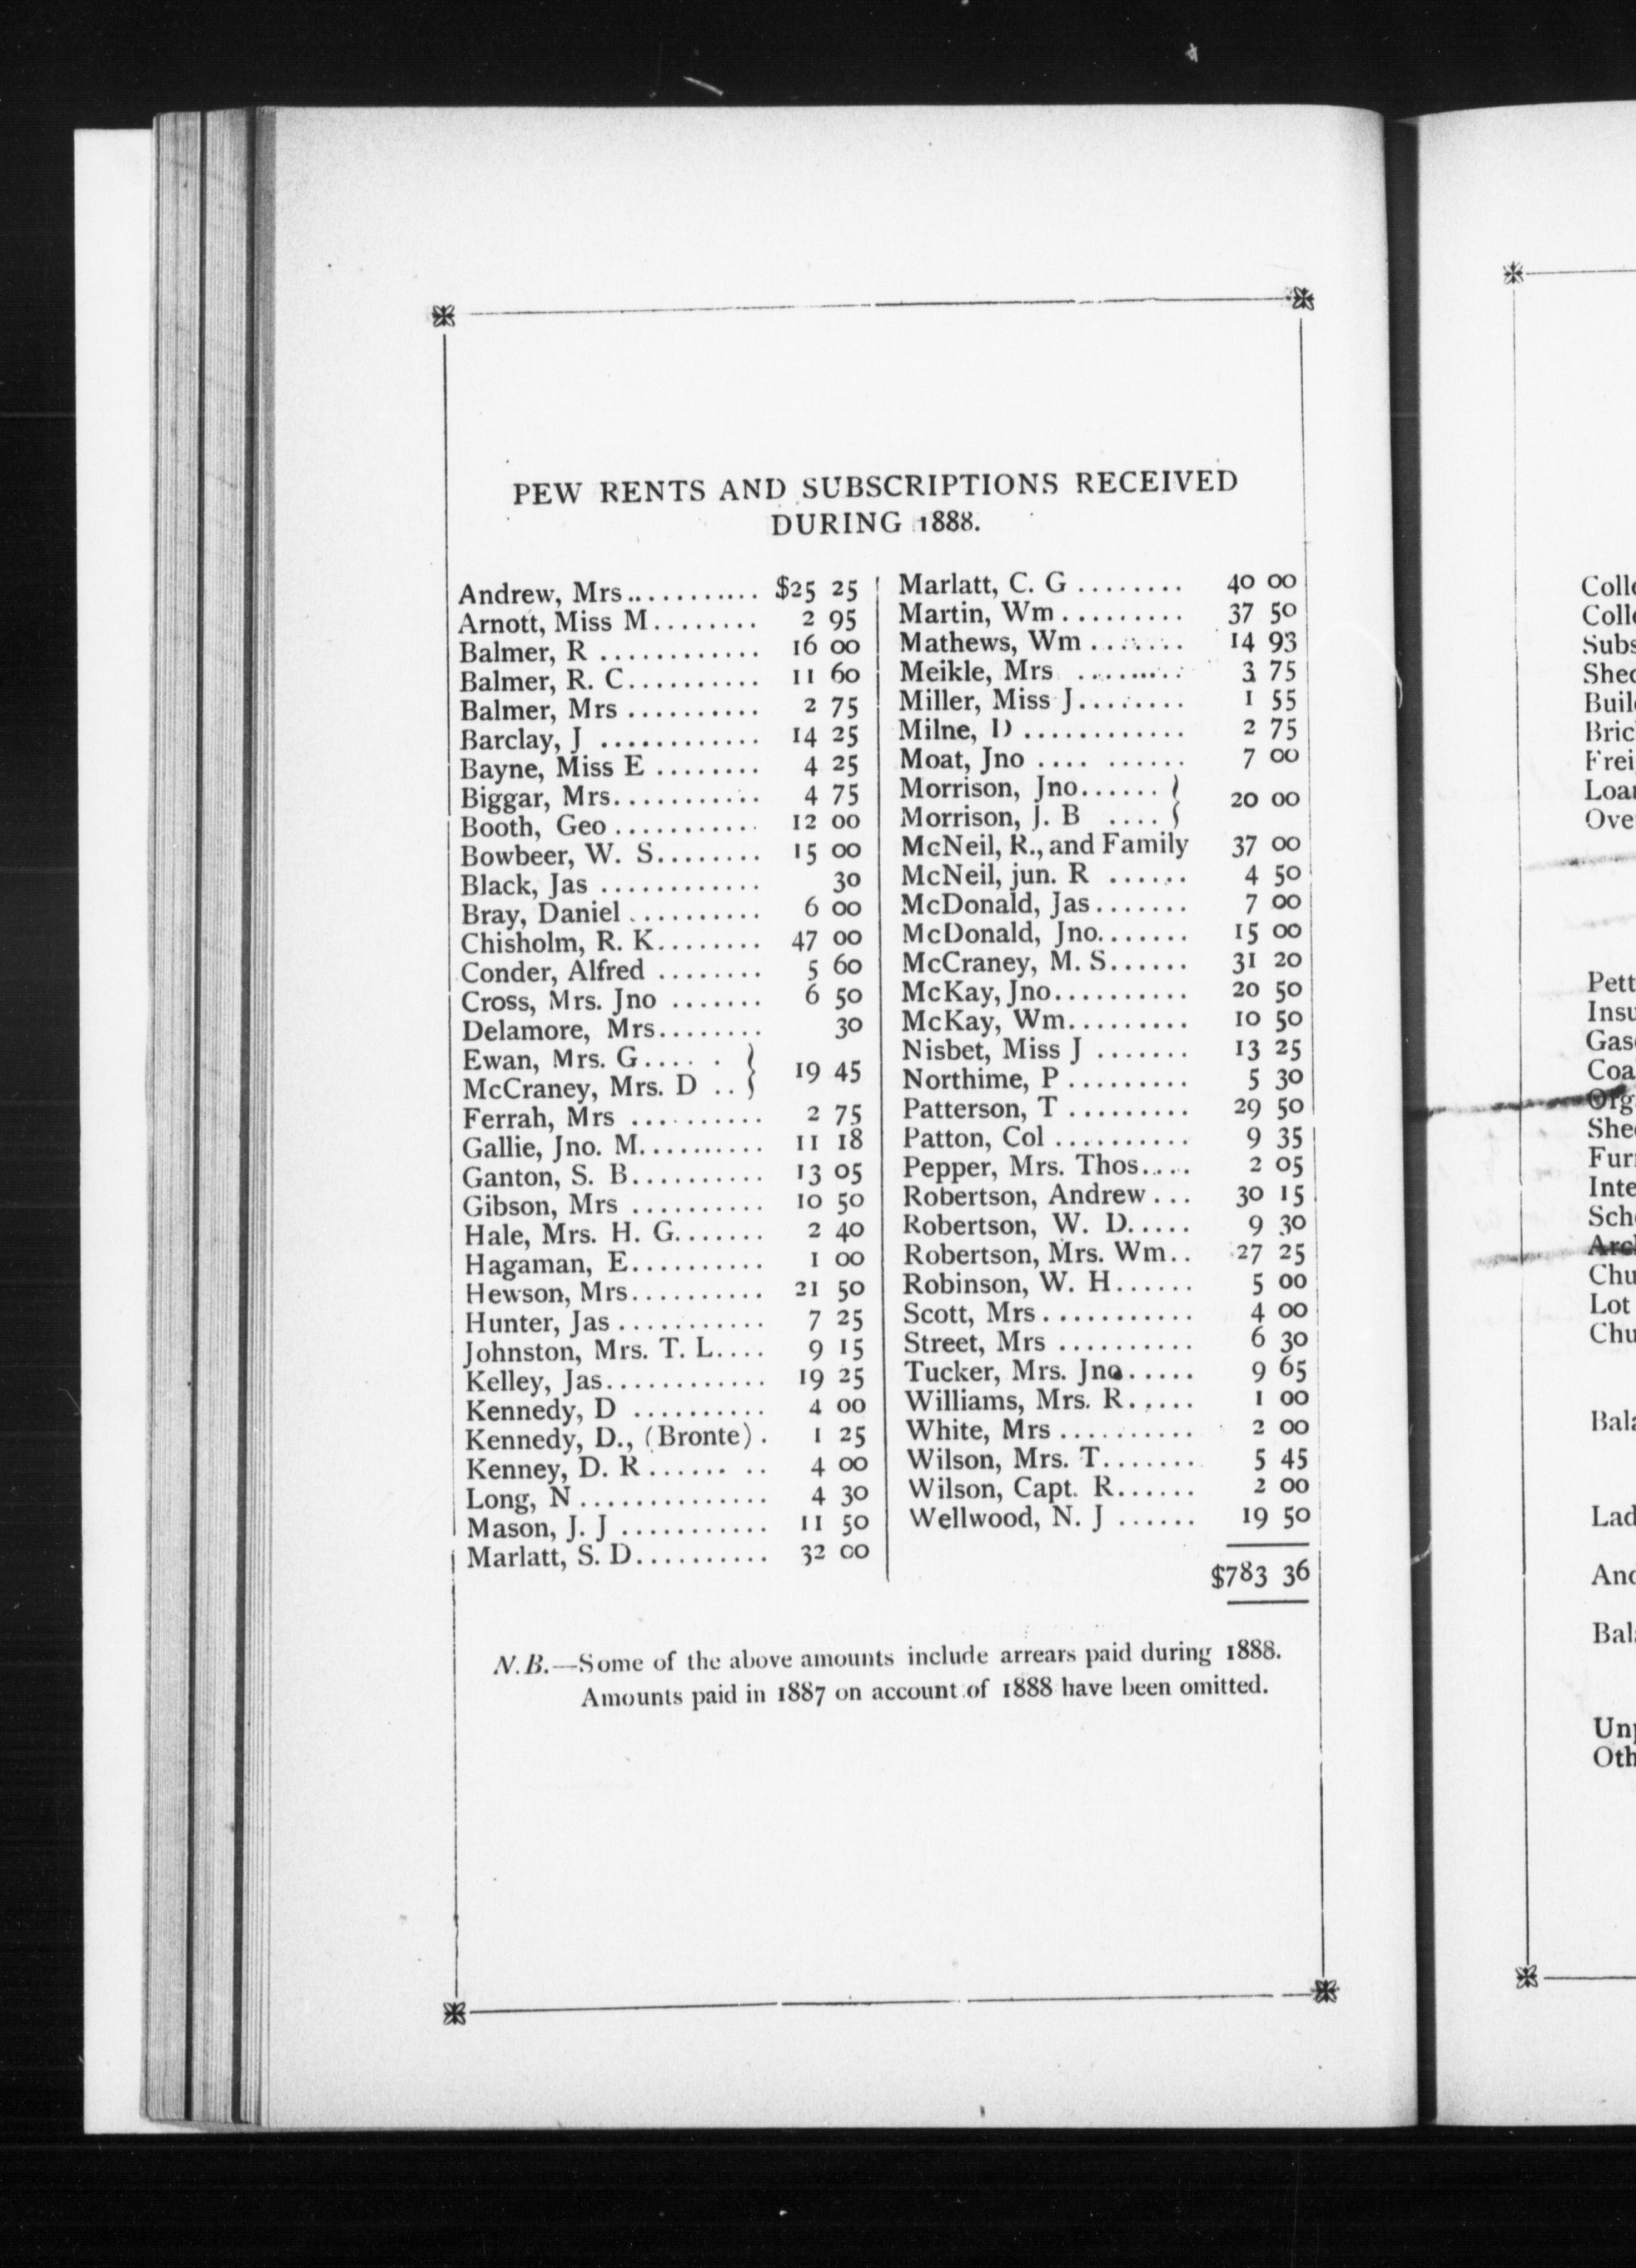 PEW RENTS AND SUBSCRIPTIONS RECEIVED
DURING 1888.
Andrew, Mrs........... $25 25
Arnott, Miss M........ 2 95
Balmer, R ............ 16 00
Balmer, R. C.......... 11 60
Balmer, Mrs .......... 2 75
Barclay, J ............ 14 25
Bayne, Miss E ........ 4 25
Biggar, Mrs........... 4 75
Booth, Geo ........... 12 00
Bowbeer, W. S........ 15 00
Black, Jas ............ 30
Bray, Daniel .......... 6 00
Chisholm, R. K........ 47 00
Conder, Alfred ........ 5 60
Cross, Mrs. Jno ....... 6 50
Delamore, Mrs........ 30
Ewan, Mrs. G..... . }
McCraney, Mrs. D .. } 19 45
Ferrah, Mrs .......... 2 75
Gallie, Jno. M.......... 11 18
Ganton, S. B.......... 13 05
Gibson, Mrs .......... 10 50
Hale, Mrs. H. G....... 2 40
Hagaman, E.......... 1 00
Hewson, Mrs.......... 21 50
Hunter, Jas ........... 7 25
Johnston, Mrs. T. L.... 9 15
Kelley, Jas............ 19 25
Kennedy, D .......... 4 00
Kennedy, D., (Bronte) . 1 25
Kenney, D. R...... .. 4 00
Long, N .............. 4 30
Mason, J. J ........... 11 50
Marlatt, S. D.......... 32 00
Marlatt, C. G ........ 40 00
Martin, Wm ......... 37 50
Mathews, Wm ....... 14 93
Meikle, Mrs ........ 3 75
Miller, Miss J........ 1 55
Milne, D ............ 2 75
Moat, Jno .... ...... 7 00
Morrison, Jno...... }
Morrison, J. B .... } 20 00
McNeil, R., and Family 37 00
McNeil, jun. R ...... 4 50
McDonald, Jas....... 7 00
McDonald, Jno....... 15 00
McCraney, M. S...... 31 20
McKay, Jno.......... 20 50
McKay, Wm......... 10 50
Nisbet, Miss J ....... 13 25
Northime, P ......... 5 30
Patterson, T ......... 29 50
Patton, Col .......... 9 35
Pepper, Mrs. Thos.... 2 05
Robertson, Andrew ... 30 15
Robertson, W. D..... 9 30
Robertson, Mrs. Wm.. 27 25
Robinson, W. H...... 5 00
Scott, Mrs ........... 4 00
Street, Mrs .......... 6 30
Tucker, Mrs. Jno..... 9 65
Williams, Mrs. R..... 1 00
White, Mrs .......... 2 00
Wilson, Mrs. T....... 5 45
Wilson, Capt. R...... 2 00
Wellwood, N. J ...... 19 50
$783 36
N.B.—Some of the above amounts include arrears paid during 1888.
Amounts paid in 1887 on account of 1888 have been omitted.